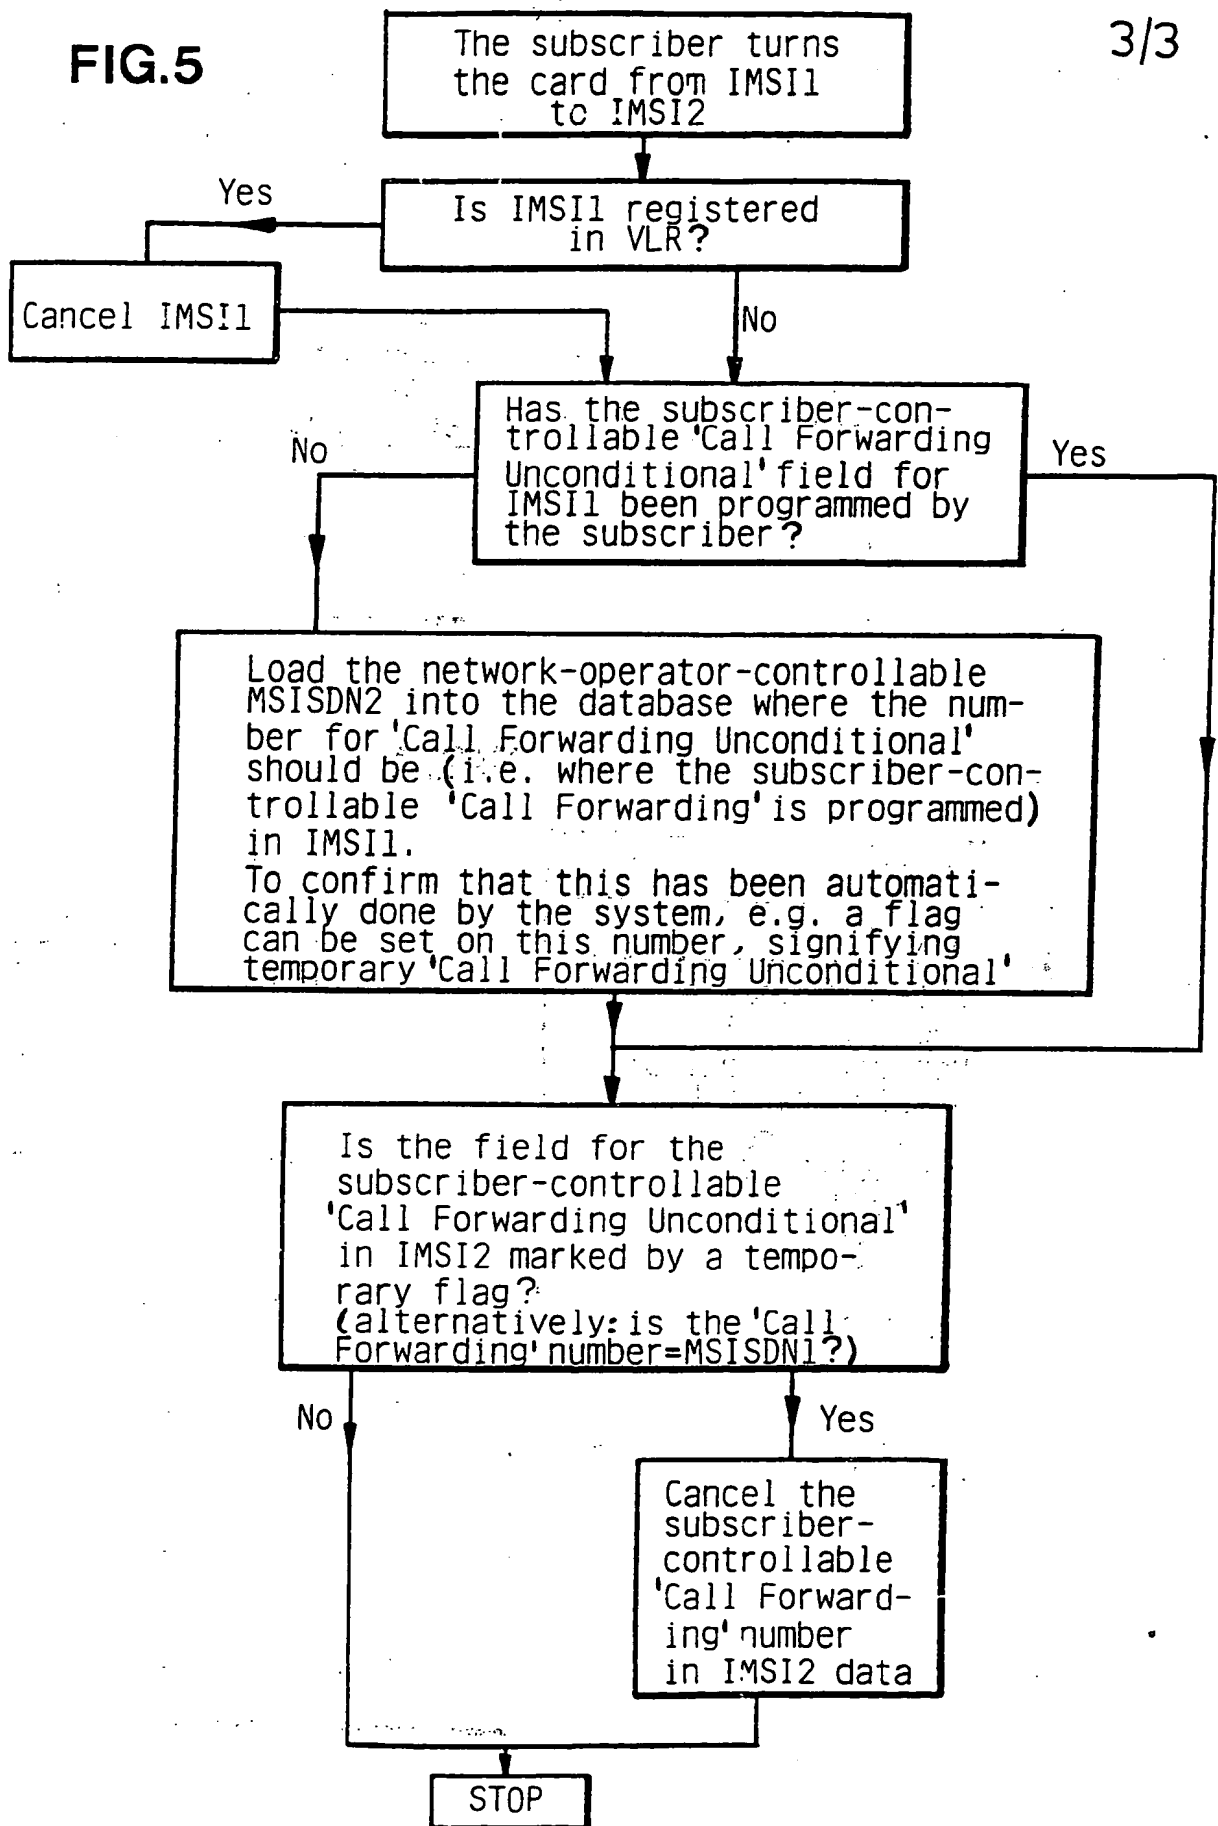 FIG.5
3/3
The subscriber turns
the card from IMSI1
to IMSI2
Yes
Is IMSI1 registered
in VLR?
Cancel IMSI1
No
Has the subscriber-con-
trollable 'Call Forwarding
Unconditional' field for
IMSI1 been programmed by
the subscriber?
No
Yes
Load the network-operator-controllable
MSISDN2 into the database where the num-
ber for 'Call Forwarding Unconditional'
should be (i.e. where the subscriber-con-
trollable 'Call Forwarding' is programmed)
in IMSI1.
To confirm that this has been automati-
cally done by the system, e.g. a flag
can be set on this number, signifying
temporary 'Call Forwarding Unconditional'
Is the field for the
subscriber-controllable
'Call Forwarding Unconditional'
in IMSI2 marked by a tempo-
rary flag?
(alternatively: is the 'Call
Forwarding' number=MSISDN1?)
No
Yes
Cancel the
subscriber-
controllable
'Call Forward-
ing' number
in IMSI2 data
STOP